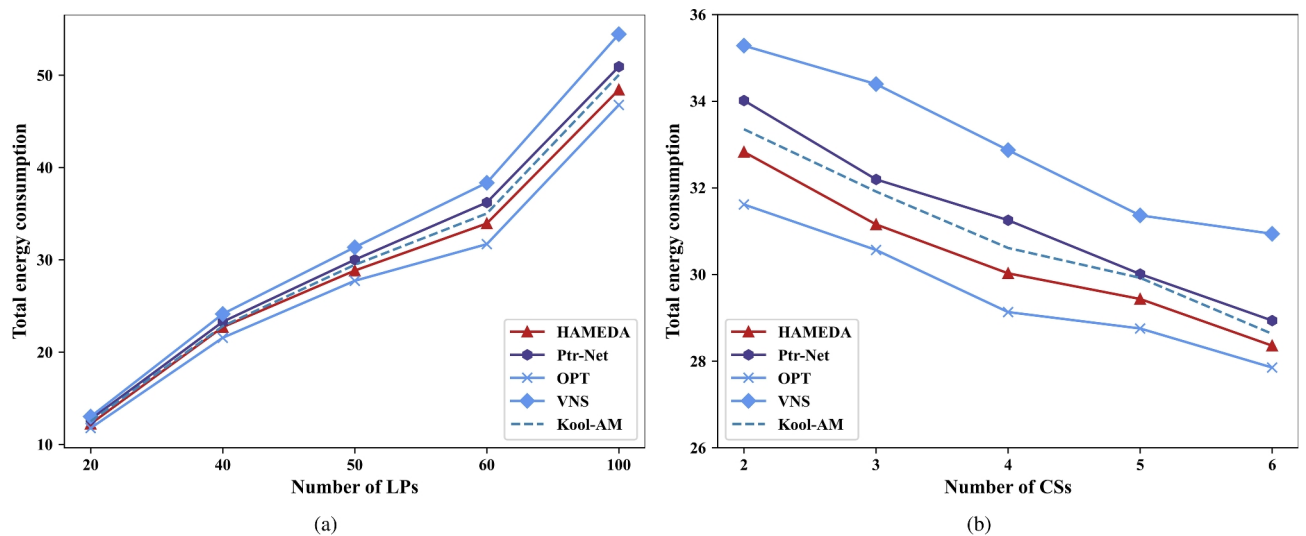 Total energy consumption
50
40
30
20
10
HAMEDA
Ptr-Net
OPT
VNS
Kool-AM
20 40 50 60 100
Number of LPs
(a)
Total energy consumption
36
34
32
30
28
26
HAMEDA
Ptr-Net
OPT
VNS
Kool-AM
2 3 4 5 6
Number of CSs
(b)